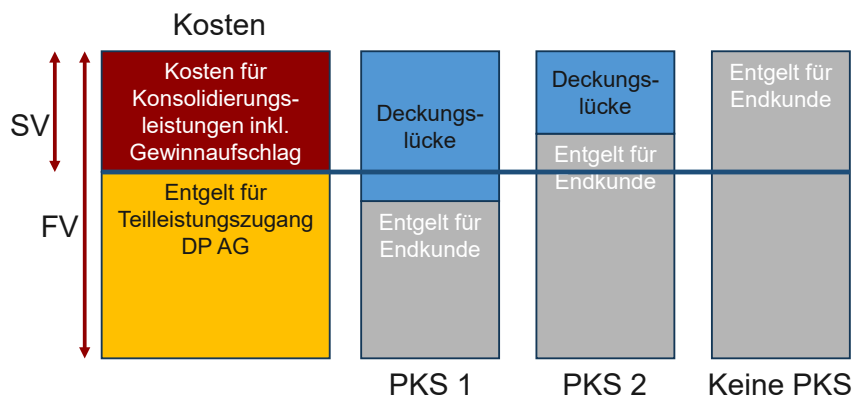 Kosten
SV
FV
Kosten für
Konsolidierungs-
leistungen inkl.
Gewinnaufschlag
Entgelt für
Teilleistungszugang
DP AG
Deckungs-
lücke
Entgelt für
Endkunde
PKS 1
Deckungs-
lücke
Entgelt für
Endkunde
PKS 2
Entgelt für
Endkunde
Keine PKS